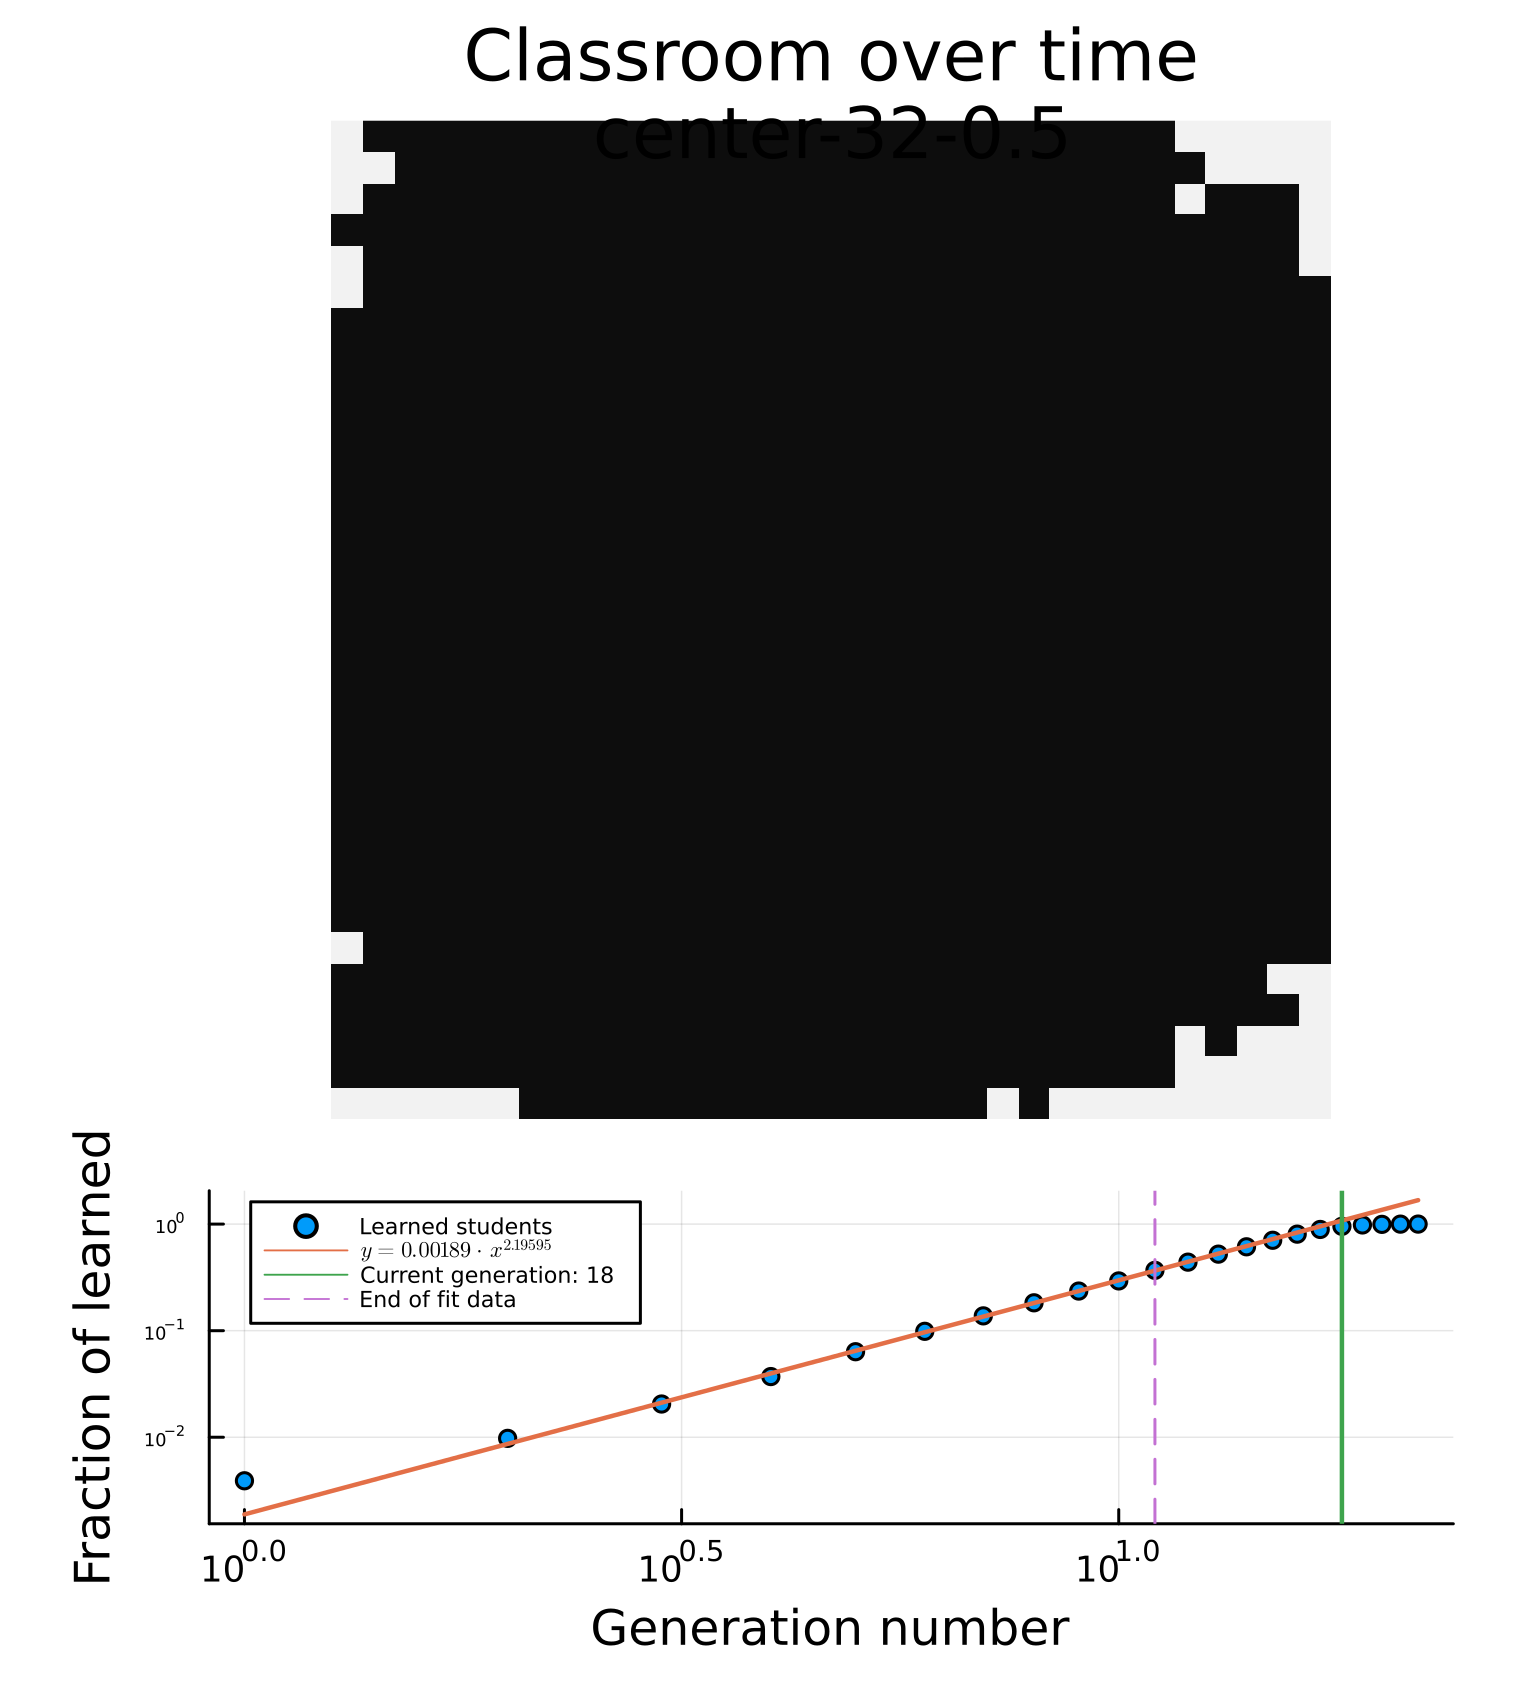 Classroom over time
center-32-0.5
Fraction of learned
10⁰
10⁻¹
10⁻²
Learned students
y = 0.00189 · x^2.19595
Current generation: 18
End of fit data
10^0.0
10^0.5
10^1.0
Generation number